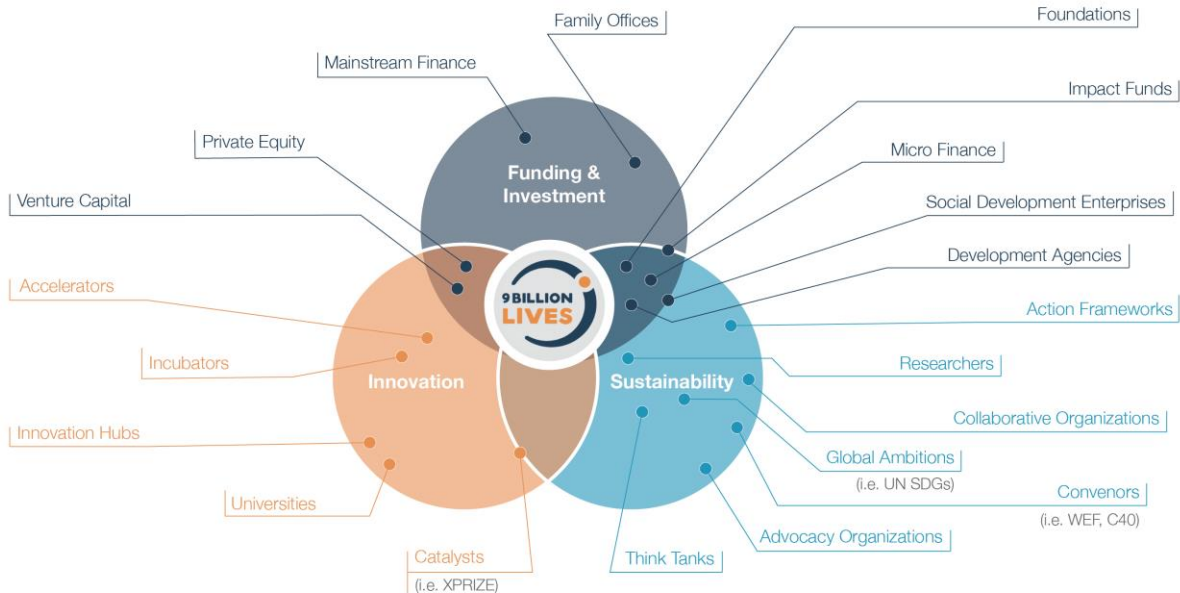 Family Offices
Foundations
Mainstream Finance
Impact Funds
Private Equity
Micro Finance
Funding &
Investment
Venture Capital
Social Development Enterprises
Development Agencies
Accelerators
9 BILLION
LIVES
Action Frameworks
Incubators
Researchers
Innovation
Sustainability
Collaborative Organizations
Innovation Hubs
Global Ambitions
(i.e. UN SDGs)
Universities
Convenors
(i.e. WEF, C40)
Advocacy Organizations
Catalysts
(i.e. XPRIZE)
Think Tanks